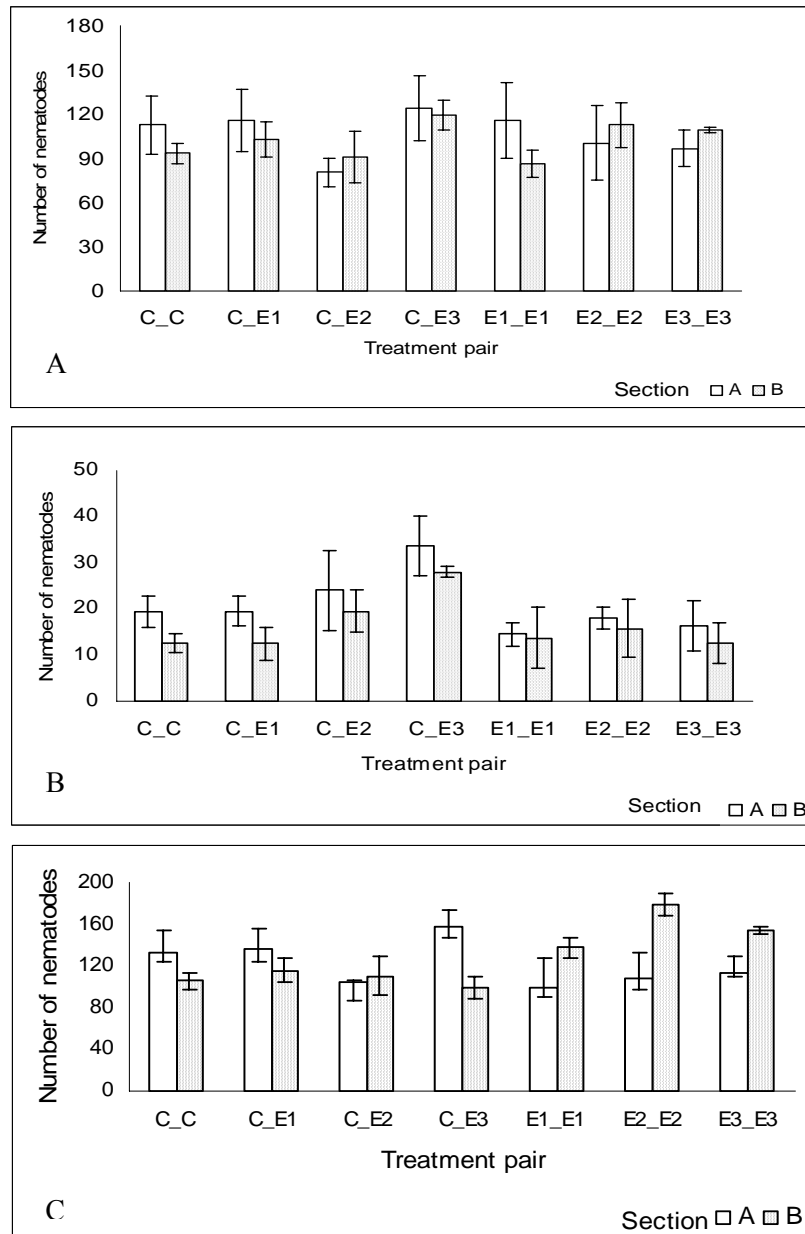 180
150
120
90
60
30
0
Number of nematodes
C_C C_E1 C_E2 C_E3 E1_E1 E2_E2 E3_E3
Treatment pair
A
Section A B
50
40
30
20
10
0
Number of nematodes
C_C C_E1 C_E2 C_E3 E1_E1 E2_E2 E3_E3
Treatment pair
B
Section A B
200
160
120
80
40
0
Number of nematodes
C_C C_E1 C_E2 C_E3 E1_E1 E2_E2 E3_E3
Treatment pair
C
Section A B